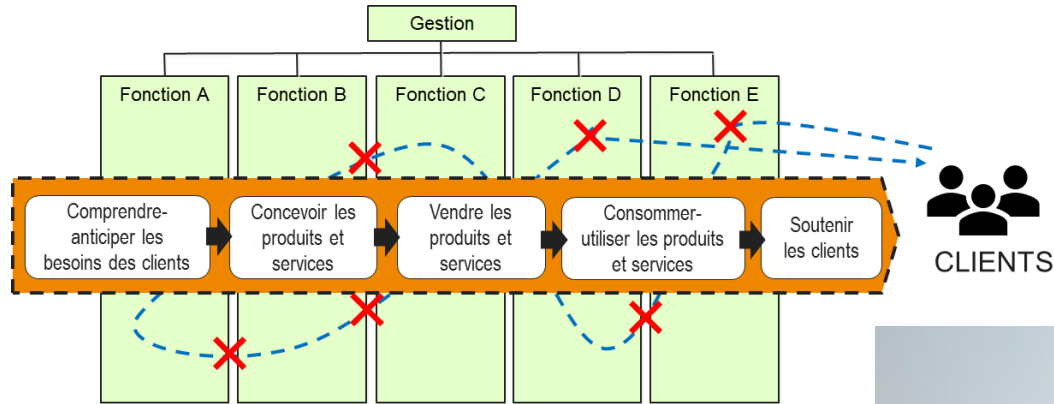 Gestion
Fonction A
Fonction B
Fonction C
Fonction D
Fonction E
Comprendre-
anticiper les
besoins des clients
Concevoir les
produits et
services
Vendre les
produits et
services
Consommer-
utiliser les produits
et services
Soutenir
les clients
CLIENTS